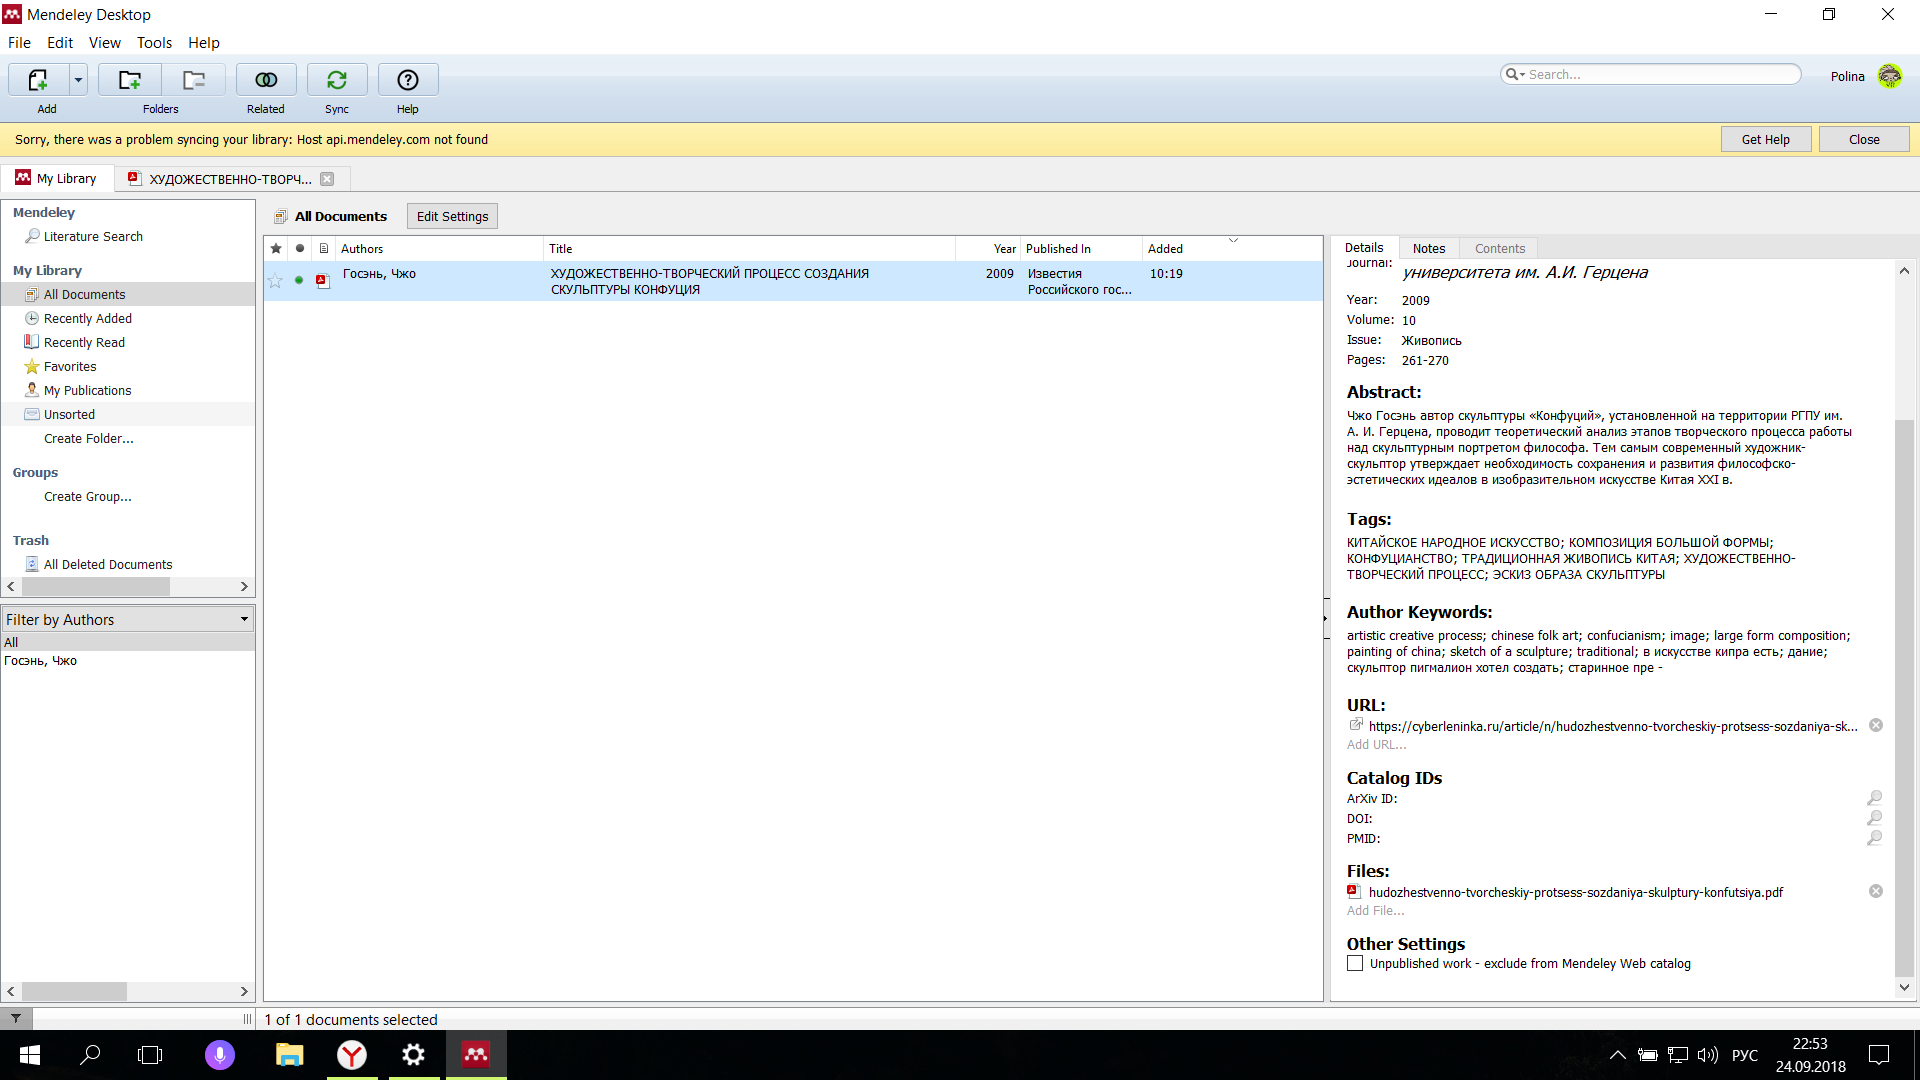 Mendeley Desktop
File Edit View Tools Help
Add Folders Related Sync Help
Search...
Polina
Sorry, there was a problem syncing your library: Host api.mendeley.com not found
Get Help Close
My Library ХУДОЖЕСТВЕННО-ТВОРЧ...
Mendeley
Literature Search
My Library
All Documents
Recently Added
Recently Read
Favorites
My Publications
Unsorted
Create Folder...
Groups
Create Group...
Trash
All Deleted Documents
Filter by Authors
All
Госэнь, Чжо
All Documents Edit Settings
Authors Title Year Published In Added
Госэнь, Чжо ХУДОЖЕСТВЕННО-ТВОРЧЕСКИЙ ПРОЦЕСС СОЗДАНИЯ 2009 Известия 10:19
СКУЛЬПТУРЫ КОНФУЦИЯ Российского гос...
Details Notes Contents
Journal: университета им. А.И. Герцена
Year: 2009
Volume: 10
Issue: Живопись
Pages: 261-270
Abstract:
Чжо Госэнь автор скульптуры «Конфуций», установленной на территории РГПУ им.
А. И. Герцена, проводит теоретический анализ этапов творческого процесса работы
над скульптурным портретом философа. Тем самым современный художник-
скульптор утверждает необходимость сохранения и развития философско-
эстетических идеалов в изобразительном искусстве Китая XXI в.
Tags:
КИТАЙСКОЕ НАРОДНОЕ ИСКУССТВО; КОМПОЗИЦИЯ БОЛЬШОЙ ФОРМЫ;
КОНФУЦИАНСТВО; ТРАДИЦИОННАЯ ЖИВОПИСЬ КИТАЯ; ХУДОЖЕСТВЕННО-
ТВОРЧЕСКИЙ ПРОЦЕСС; ЭСКИЗ ОБРАЗА СКУЛЬПТУРЫ
Author Keywords:
artistic creative process; chinese folk art; confucianism; image; large form composition;
painting of china; sketch of a sculpture; traditional; в искусстве кипра есть; дание;
скульптор пигмалион хотел создать; старинное пре -
URL:
https://cyberleninka.ru/article/n/hudozhestvenno-tvorcheskiy-protsess-sozdaniya-sk...
Add URL...
Catalog IDs
ArXiv ID:
DOI:
PMID:
Files:
hudozhestvenno-tvorcheskiy-protsess-sozdaniya-skulptury-konfutsiya.pdf
Add File...
Other Settings
Unpublished work - exclude from Mendeley Web catalog
1 of 1 documents selected
РУС
22:53
24.09.2018